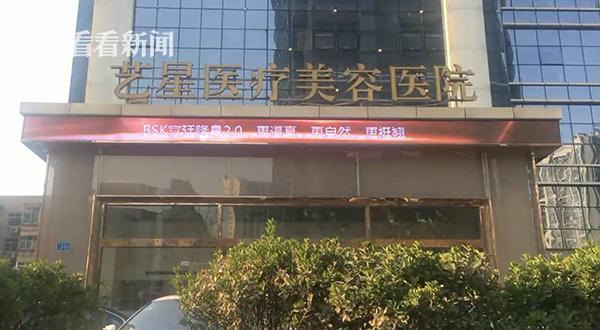 看看新闻
艺星医疗美容医院
BSK宫廷隆鼻2.0 更逼真 更自然 更挺翘